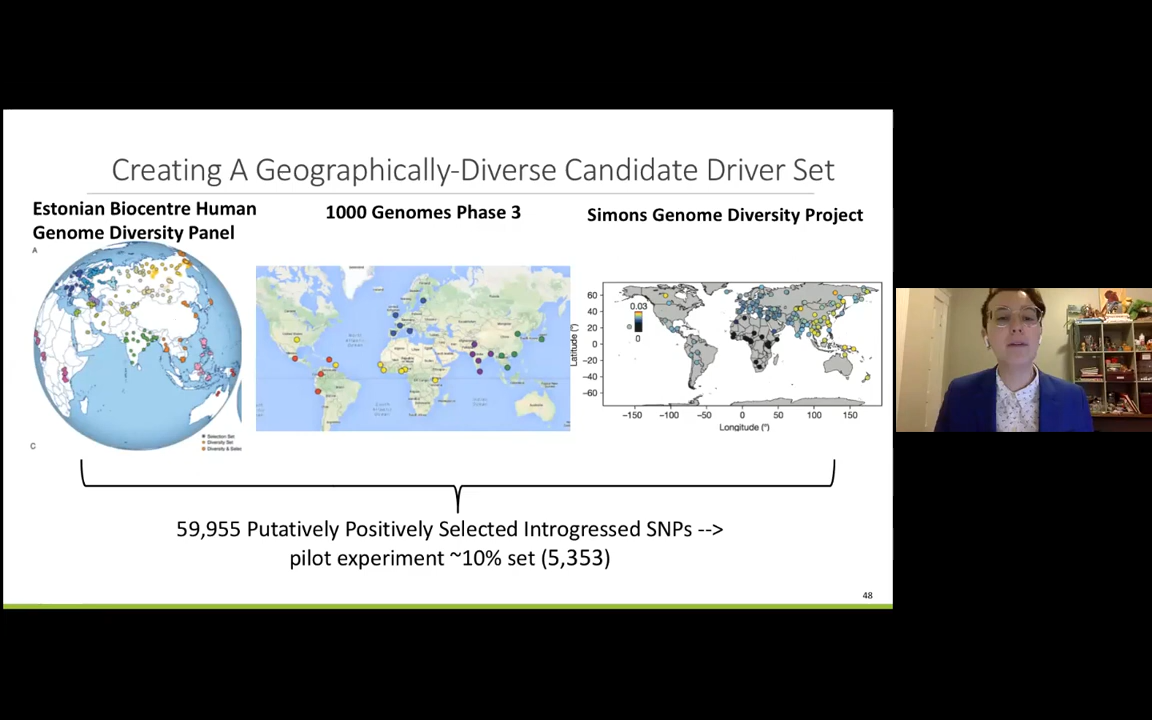 Creating A Geographically-Diverse Candidate Driver Set
Estonian Biocentre Human
Genome Diversity Panel
1000 Genomes Phase 3
Simons Genome Diversity Project
A
C
Selection Set
Diversity Set
Latitude (°)
60
40
20
0
−20
−40
−60
0.03
0
−150
−100
−50
0
50
100
150
Longitude (°)
59,955 Putatively Positively Selected Introgressed SNPs -->
pilot experiment ~10% set (5,353)
48